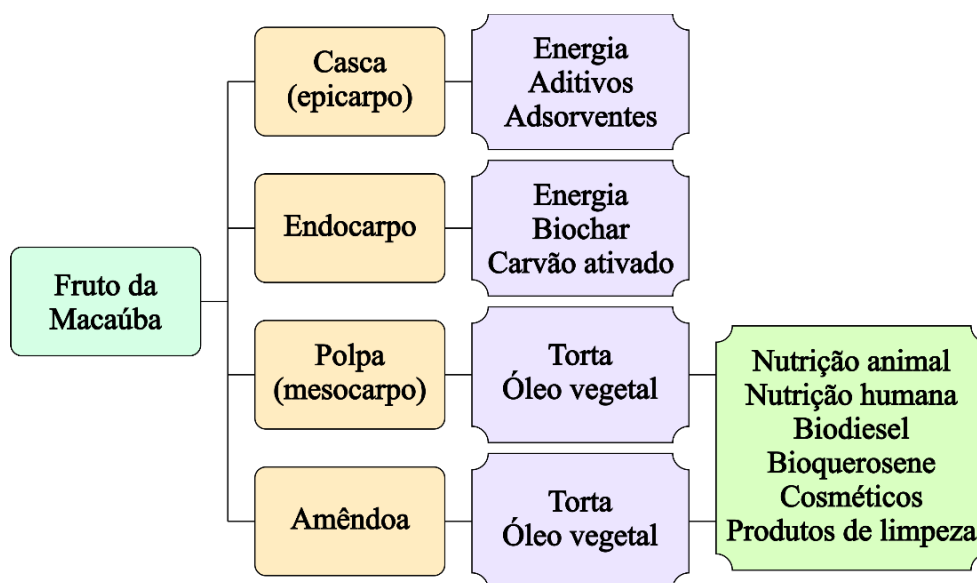 Fruto da
Macaúba
Casca
(epicarpo)
Energia
Aditivos
Adsorventes
Endocarpo
Energia
Biochar
Carvão ativado
Polpa
(mesocarpo)
Torta
Óleo vegetal
Amêndoa
Torta
Óleo vegetal
Nutrição animal
Nutrição humana
Biodiesel
Bioquerosene
Cosméticos
Produtos de limpeza